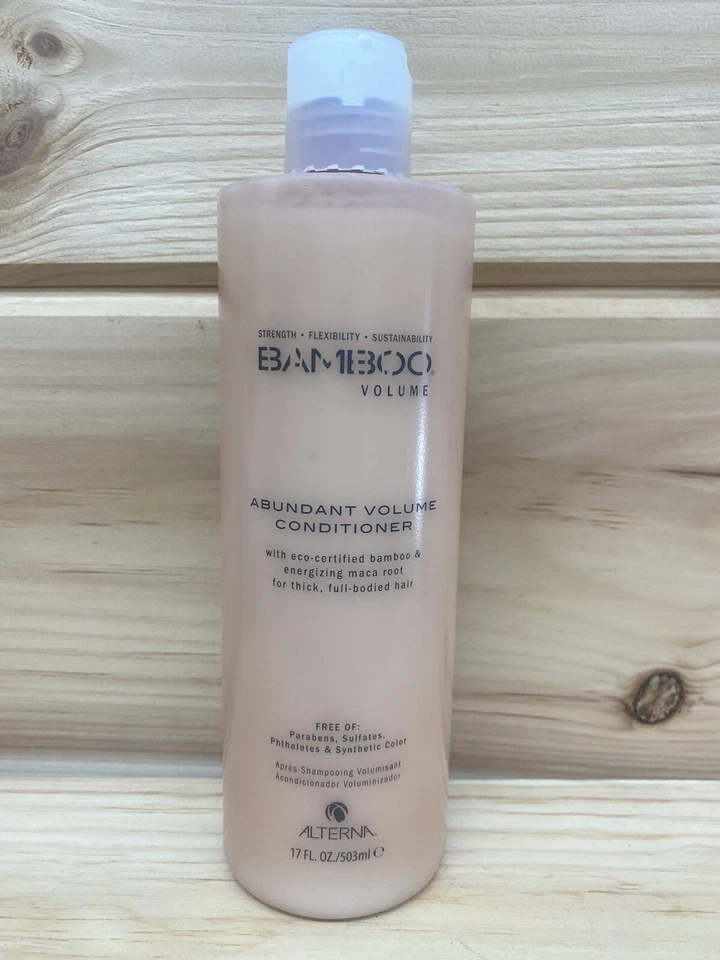 STRENGTH • FLEXIBILITY • SUSTAINABILITY
BAMBOO®
VOLUME
ABUNDANT VOLUME
CONDITIONER
with eco-certified bamboo &
energizing maca root
for thick, full-bodied hair
FREE OF:
Parabens, Sulfates,
Phthalates & Synthetic Color
Après-Shampooing Volumisant
Acondicionador Voluminizador
ALTERNA®
17 FL. OZ./503ml ℮